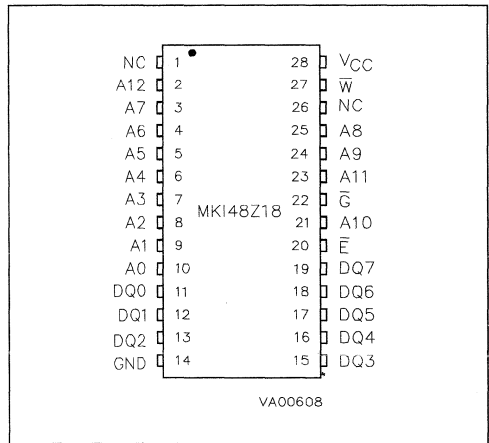 NC 1 28 VCC
A12 2 27 W̅
A7 3 26 NC
A6 4 25 A8
A5 5 24 A9
A4 6 23 A11
A3 7 22 G̅
MKI48Z18
A2 8 21 A10
A1 9 20 E̅
A0 10 19 DQ7
DQ0 11 18 DQ6
DQ1 12 17 DQ5
DQ2 13 16 DQ4
GND 14 15 DQ3
VA00608